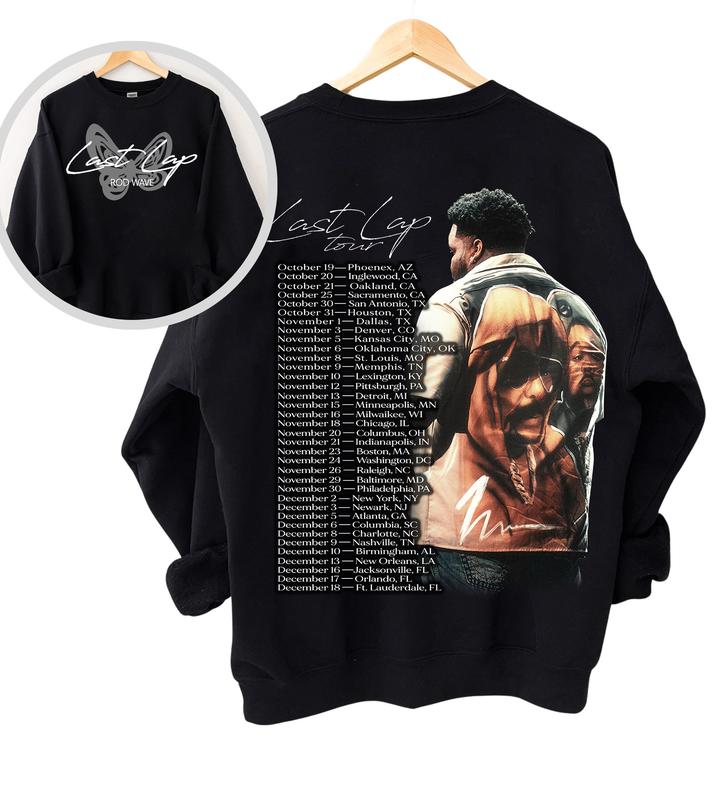 Last Lap
ROD WAVE
Last Lap
tour
October 19—Phoenex, AZ
October 20— Inglewood, CA
October 21— Oakland, CA
October 25— Sacramento, CA
October 30— San Antonio, TX
October 31—Houston, TX
November 1—Dallas, TX
November 3—Denver, CO
November 5—Kansas City, MO
November 6—Oklahoma City, OK
November 8—St. Louis, MO
November 9—Memphis, TN
November 10—Lexington, KY
November 12—Pittsburgh, PA
November 13—Detroit, MI
November 15— Minneapolis, MN
November 16— Milwaikee, WI
November 18—Chicago, IL
November 20— Columbus, OH
November 21—Indianapolis, IN
November 23— Boston, MA
November 24— Washington, DC
November 26— Raleigh, NC
November 29— Baltimore, MD
November 30—Philadelphia, PA
December 2— New York, NY
December 3— Newark, NJ
December 5—Atlanta, GA
December 6—Columbia, SC
December 8—Charlotte, NC
December 9—Nashville, TN
December 10—Birmingham, AL
December 13—New Orleans, LA
December 16—Jacksonville, FL
December 17—Orlando, FL
December 18— Ft. Lauderdale, FL